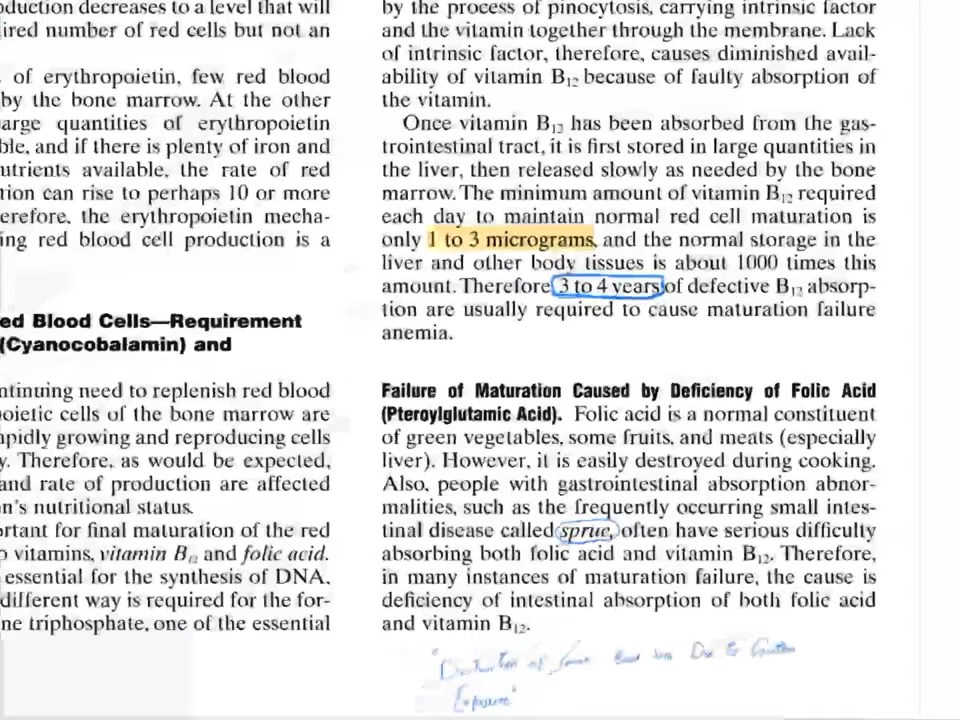 oduction decreases to a level that will
ired number of red cells but not an
of erythropoietin, few red blood
by the bone marrow. At the other
arge quantities of erythropoietin
ble, and if there is plenty of iron and
utrients available, the rate of red
tion can rise to perhaps 10 or more
erefore, the erythropoietin mecha-
ing red blood cell production is a
ed Blood Cells—Requirement
(Cyanocobalamin) and
ntinuing need to replenish red blood
poietic cells of the bone marrow are
apidly growing and reproducing cells
y. Therefore, as would be expected,
and rate of production are affected
n's nutritional status.
ortant for final maturation of the red
o vitamins, vitamin B12 and folic acid.
essential for the synthesis of DNA.
different way is required for the for-
ne triphosphate, one of the essential
by the process of pinocytosis, carrying intrinsic factor
and the vitamin together through the membrane. Lack
of intrinsic factor, therefore, causes diminished avail-
ability of vitamin B12 because of faulty absorption of
the vitamin.
Once vitamin B12 has been absorbed from the gas-
trointestinal tract, it is first stored in large quantities in
the liver, then released slowly as needed by the bone
marrow. The minimum amount of vitamin B12 required
each day to maintain normal red cell maturation is
only 1 to 3 micrograms, and the normal storage in the
liver and other body tissues is about 1000 times this
amount. Therefore 3 to 4 years of defective B12 absorp-
tion are usually required to cause maturation failure
anemia.
Failure of Maturation Caused by Deficiency of Folic Acid
(Pteroylglutamic Acid). Folic acid is a normal constituent
of green vegetables, some fruits, and meats (especially
liver). However, it is easily destroyed during cooking.
Also, people with gastrointestinal absorption abnor-
malities, such as the frequently occurring small intes-
tinal disease called sprue, often have serious difficulty
absorbing both folic acid and vitamin B12. Therefore,
in many instances of maturation failure, the cause is
deficiency of intestinal absorption of both folic acid
and vitamin B12.